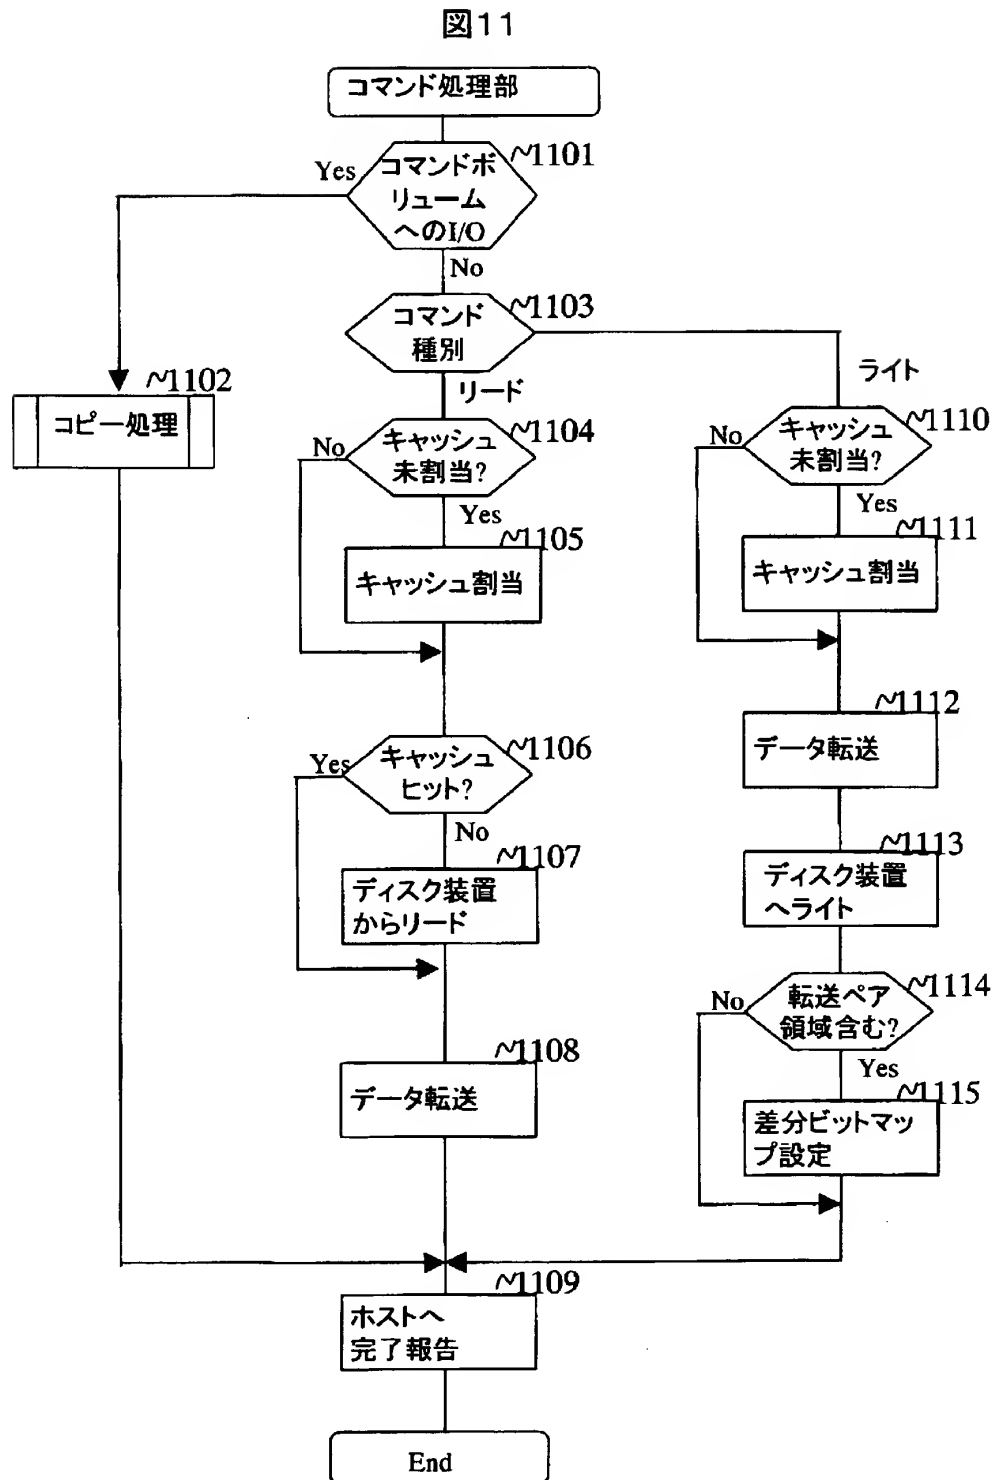 図11
コマンド処理部
1101
Yes
コマンドボ
リューム
へのI/O
No
1103
コマンド
種別
リード
ライト
1102
コピー処理
1104
No
キャッシュ
未割当?
Yes
1105
キャッシュ割当
1106
Yes
キャッシュ
ヒット?
No
1107
ディスク装置
からリード
1108
データ転送
1110
No
キャッシュ
未割当?
Yes
1111
キャッシュ割当
1112
データ転送
1113
ディスク装置
へライト
1114
No
転送ペア
領域含む?
Yes
1115
差分ビットマッ
プ設定
1109
ホストへ
完了報告
End